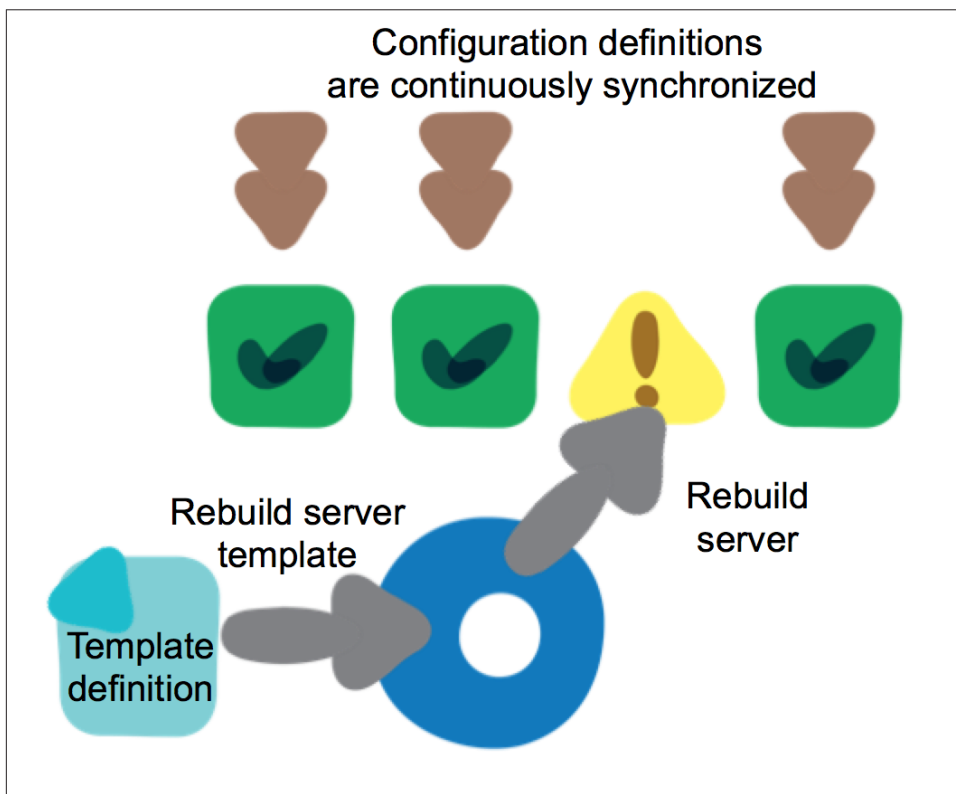 Configuration definitions
are continuously synchronized
Rebuild server
template
Rebuild
server
Template
definition